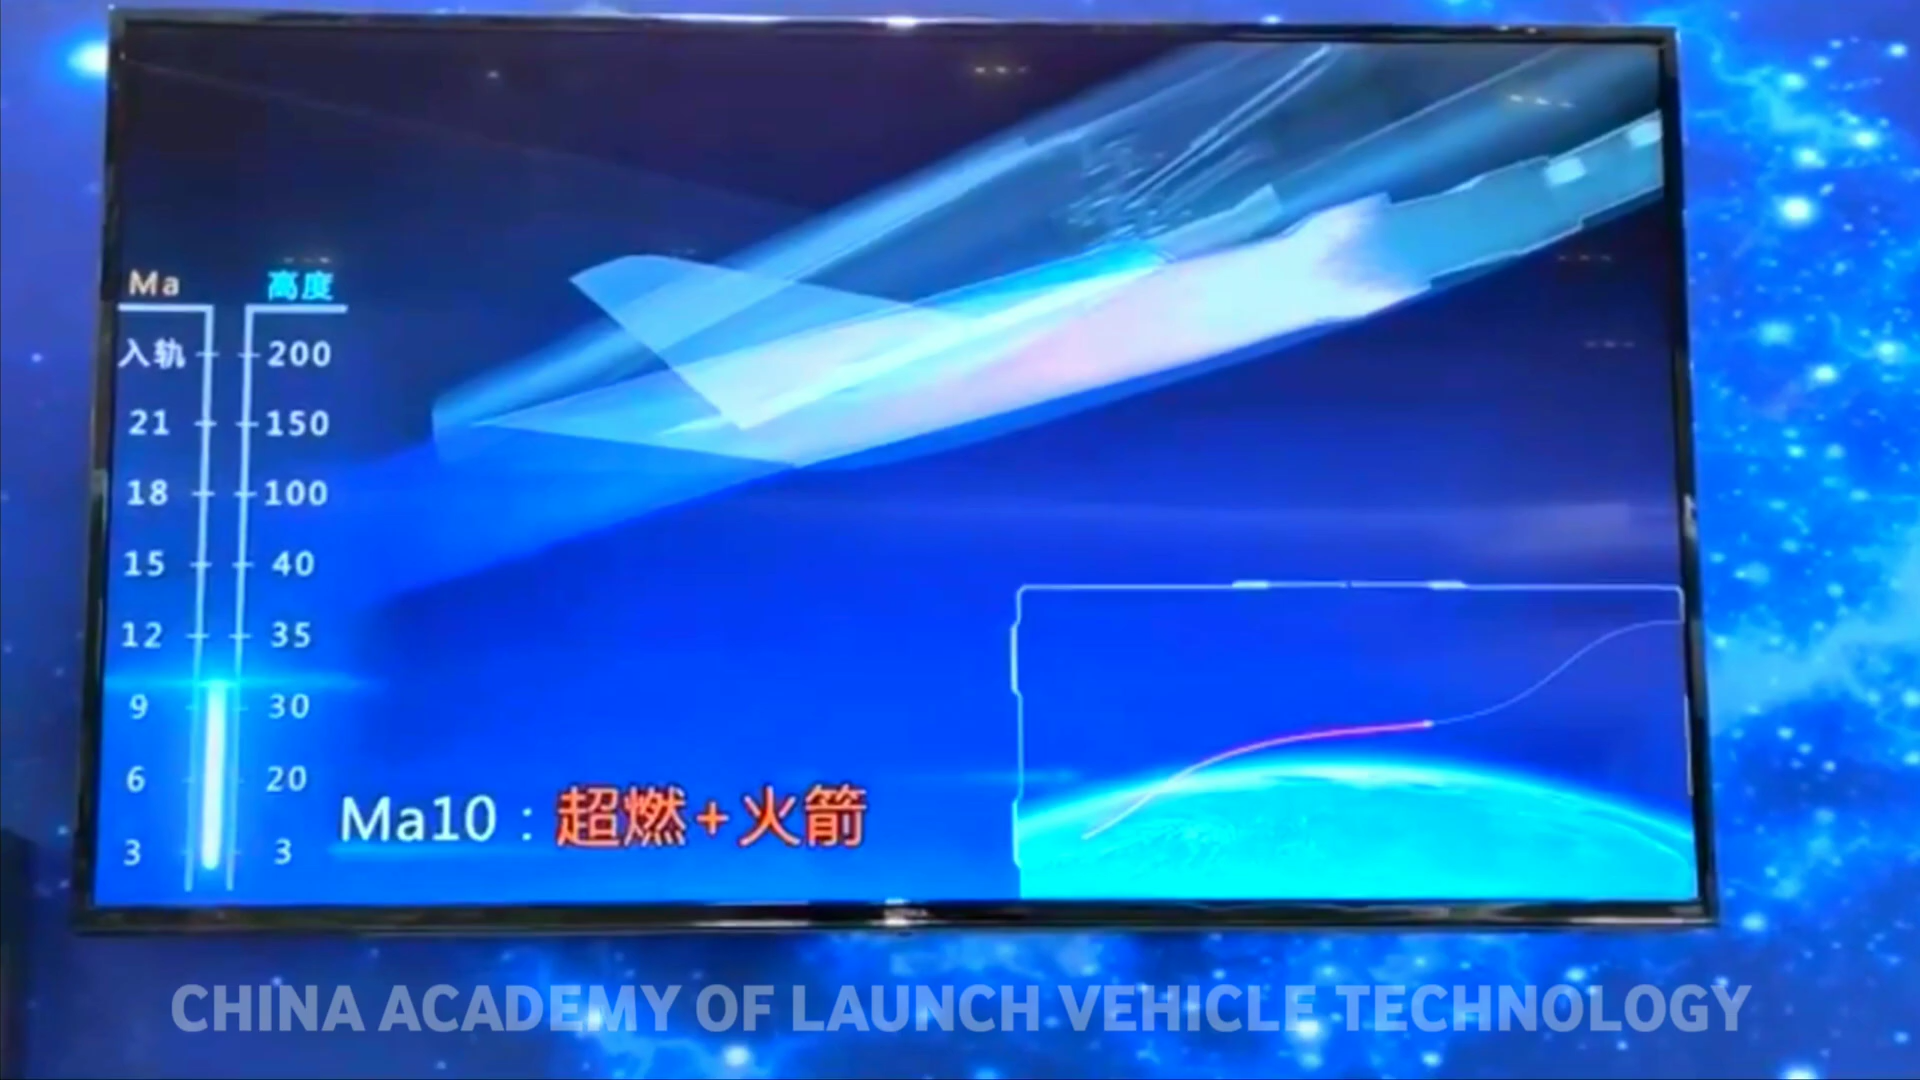 Ma 高度
入轨 200
21 150
18 100
15 40
12 35
9 30
6 20
3 3
Ma10：超燃+火箭
CHINA ACADEMY OF LAUNCH VEHICLE TECHNOLOGY